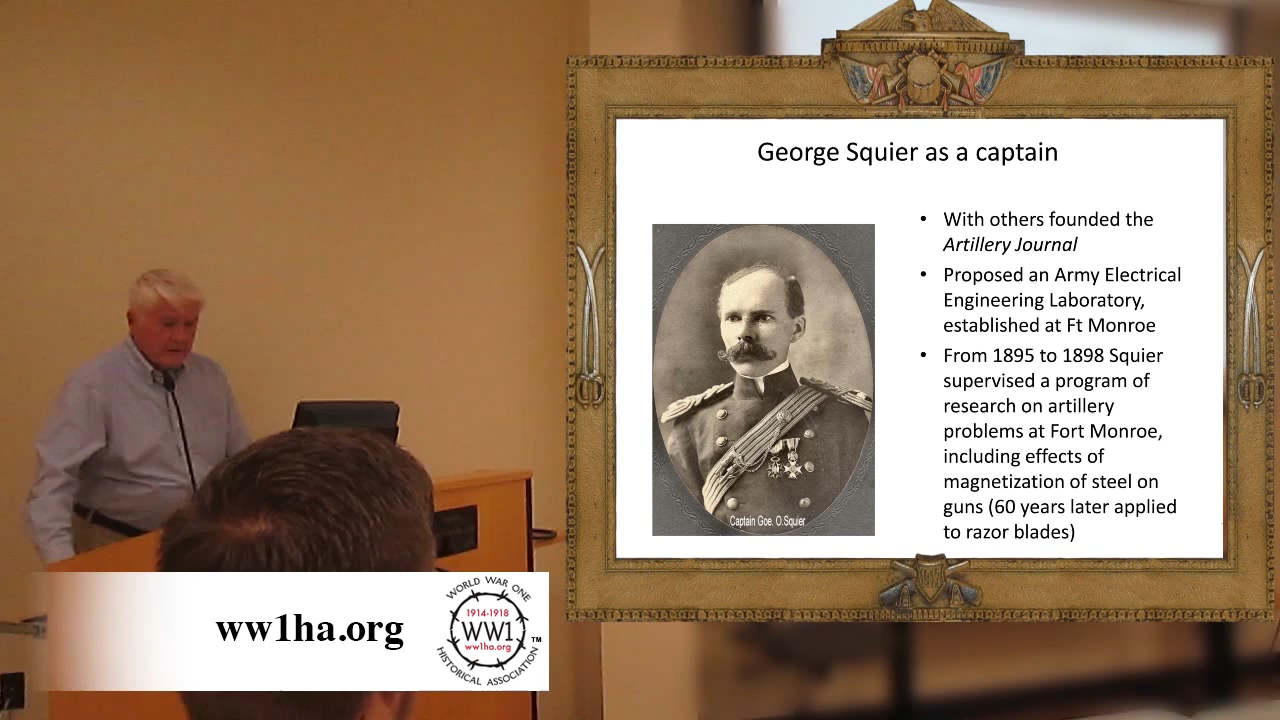 George Squier as a captain
• With others founded the
Artillery Journal
• Proposed an Army Electrical
Engineering Laboratory,
established at Ft Monroe
• From 1895 to 1898 Squier
supervised a program of
research on artillery
problems at Fort Monroe,
including effects of
magnetization of steel on
guns (60 years later applied
to razor blades)
Captain Goe. O.Squier
ww1ha.org
WORLD WAR ONE
1914-1918
WW1
ww1ha.org
HISTORICAL ASSOCIATION
TM